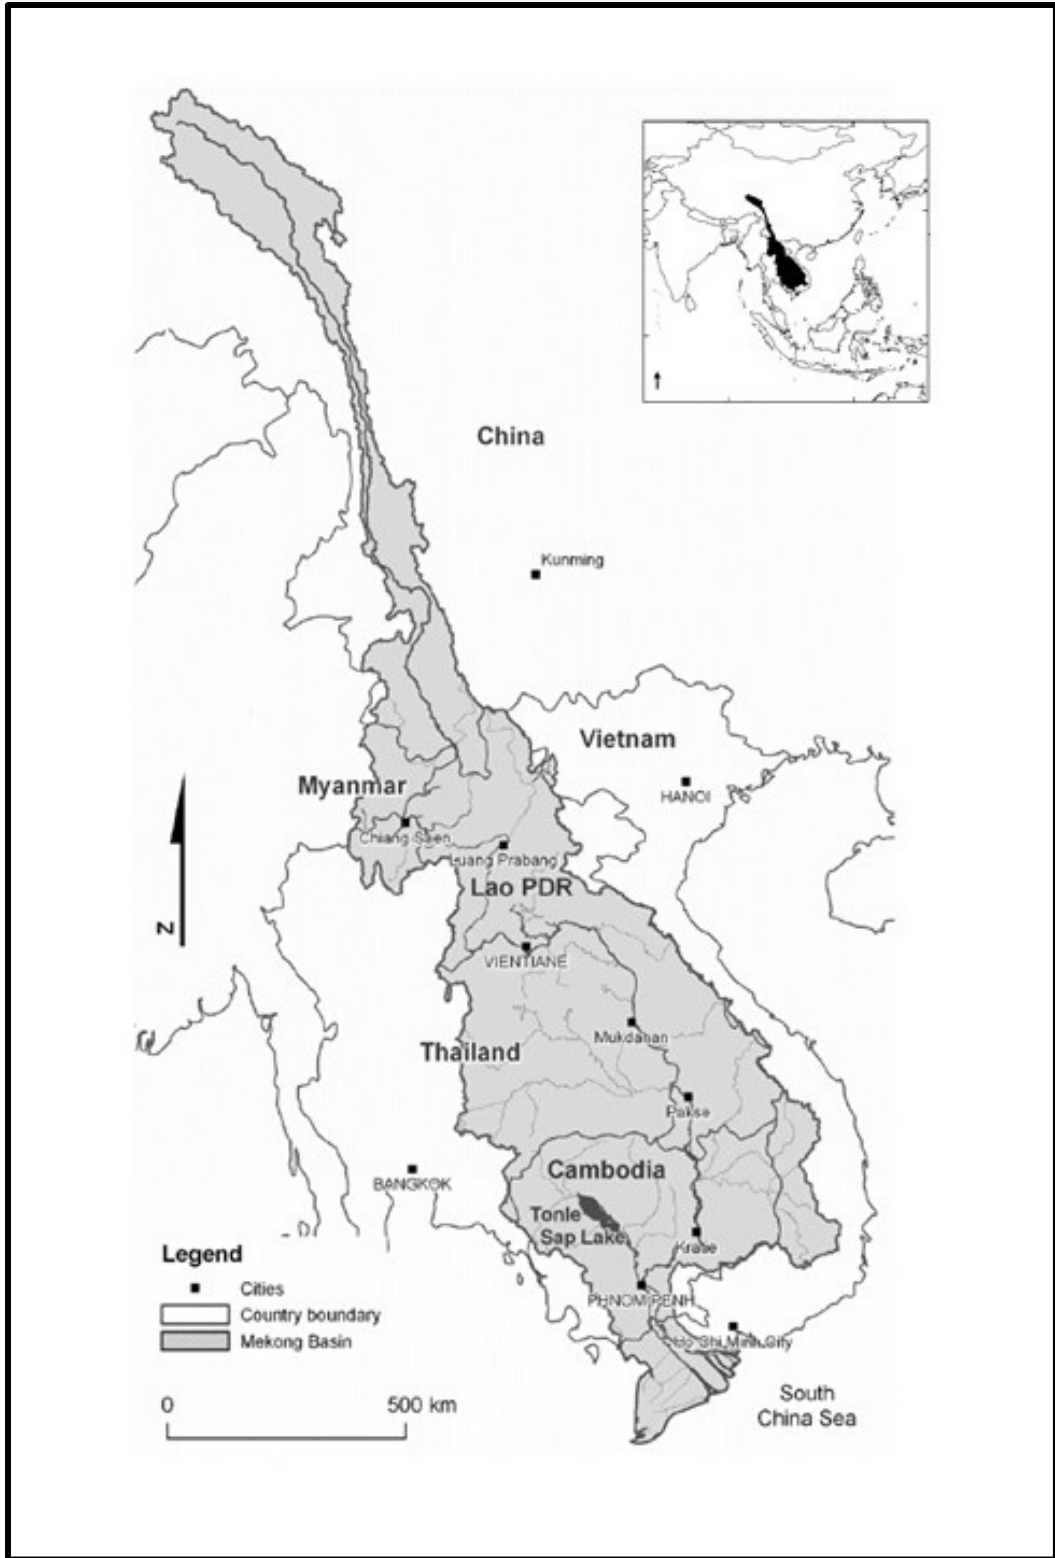 China
Kunming
Vietnam
HANOI
Myanmar
Chiang Saen
Luang Prabang
Lao PDR
VIENTIANE
N
Mukdahan
Thailand
Pakse
Cambodia
BANGKOK
Tonle
Sap Lake
Kratie
Legend
Cities
Country boundary
Mekong Basin
PHNOM PENH
Ho Chi Minh City
South
China Sea
0 500 km